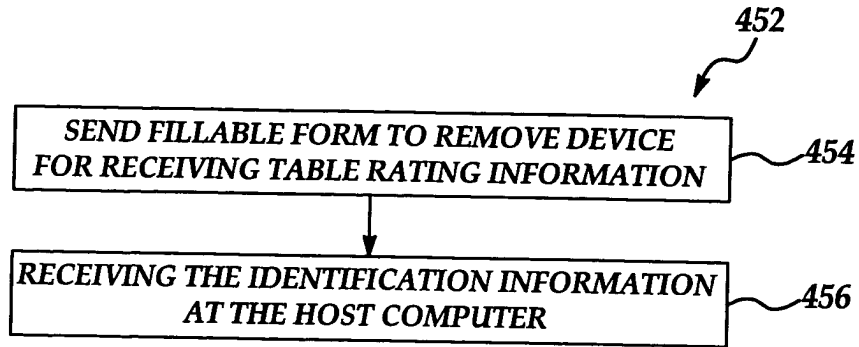 452
SEND FILLABLE FORM TO REMOVE DEVICE
FOR RECEIVING TABLE RATING INFORMATION
454
RECEIVING THE IDENTIFICATION INFORMATION
AT THE HOST COMPUTER
456